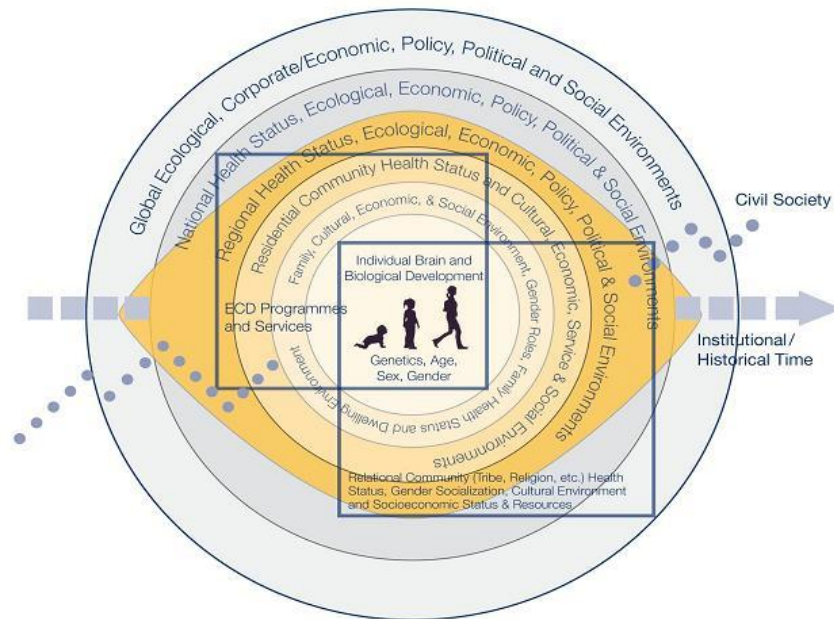 Global Ecological, Corporate/Economic, Policy, Political and Social Environments
National Health Status, Ecological, Economic, Policy, Political & Social Environments
Regional Health Status, Ecological, Economic, Policy, Political & Social Environments
Residential Community Health Status and Cultural, Economic, Service & Social Environments
Family, Cultural, Economic, & Social Environment, Gender Roles, Family Health Status and Dwelling Environment
Civil Society
Individual Brain and
Biological Development
ECD Programmes
and Services
Genetics, Age,
Sex, Gender
Institutional/
Historical Time
Relational Community (Tribe, Religion, etc.) Health
Status, Gender Socialization, Cultural Environment
and Socioeconomic Status & Resources